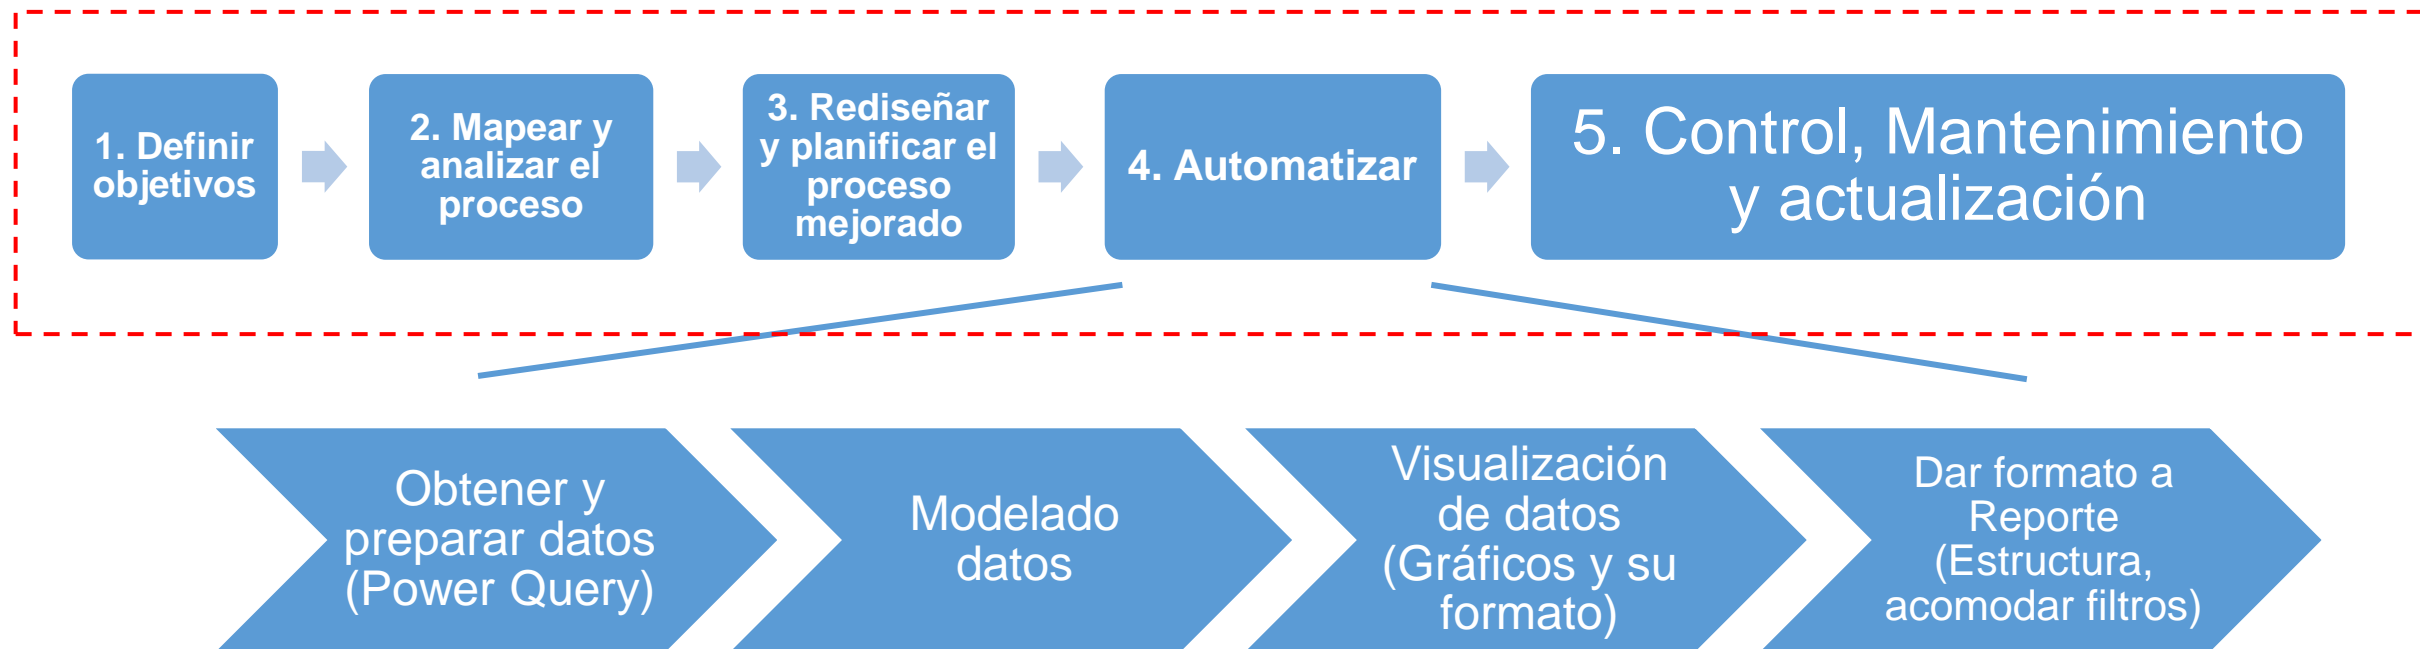 1. Definir
objetivos
2. Mapear y
analizar el
proceso
3. Rediseñar
y planificar el
proceso
mejorado
4. Automatizar
5. Control, Mantenimiento
y actualización
Obtener y
preparar datos
(Power Query)
Modelado
datos
Visualización
de datos
(Gráficos y su
formato)
Dar formato a
Reporte
(Estructura,
acomodar filtros)